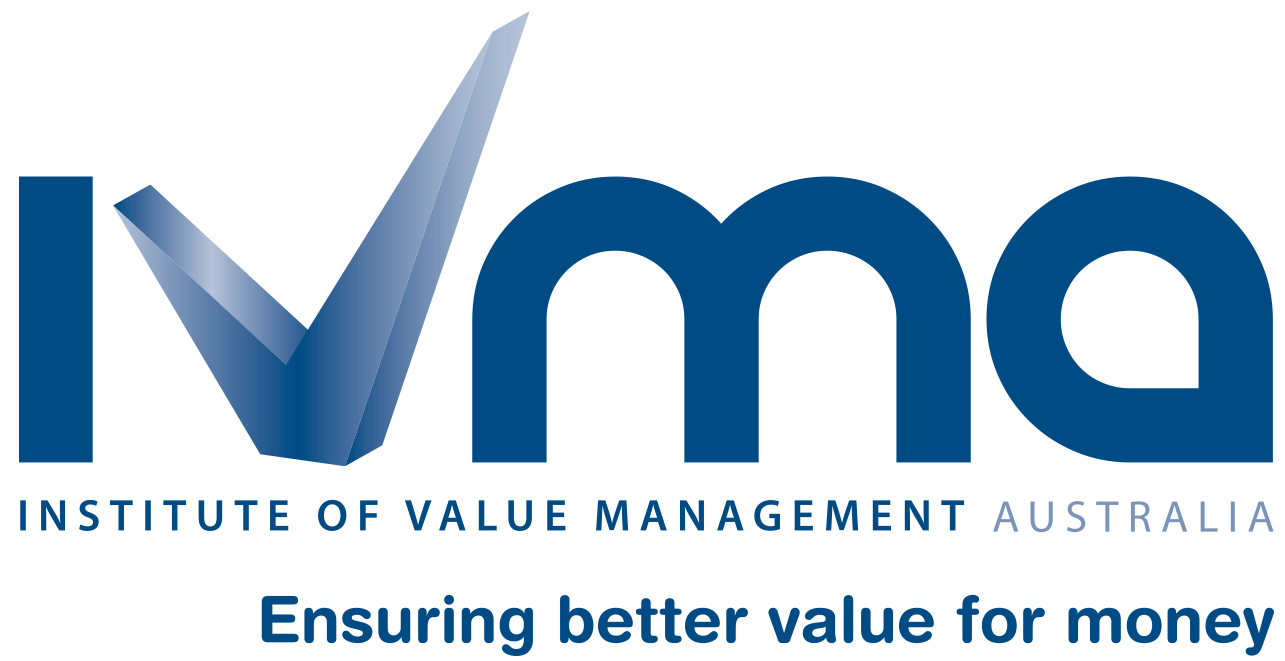 ivma
INSTITUTE OF VALUE MANAGEMENT AUSTRALIA
Ensuring better value for money